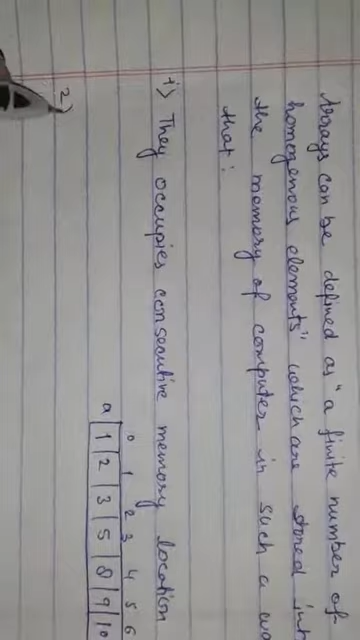 Arrays can be defined as "a finite number of
homogenous elements" which are stored int
the memory of computer in such a w
that:
1) They occupies consecutive memory location
0 1 2 3 4 5 6
a 1 2 3 5 8 9 10
2)